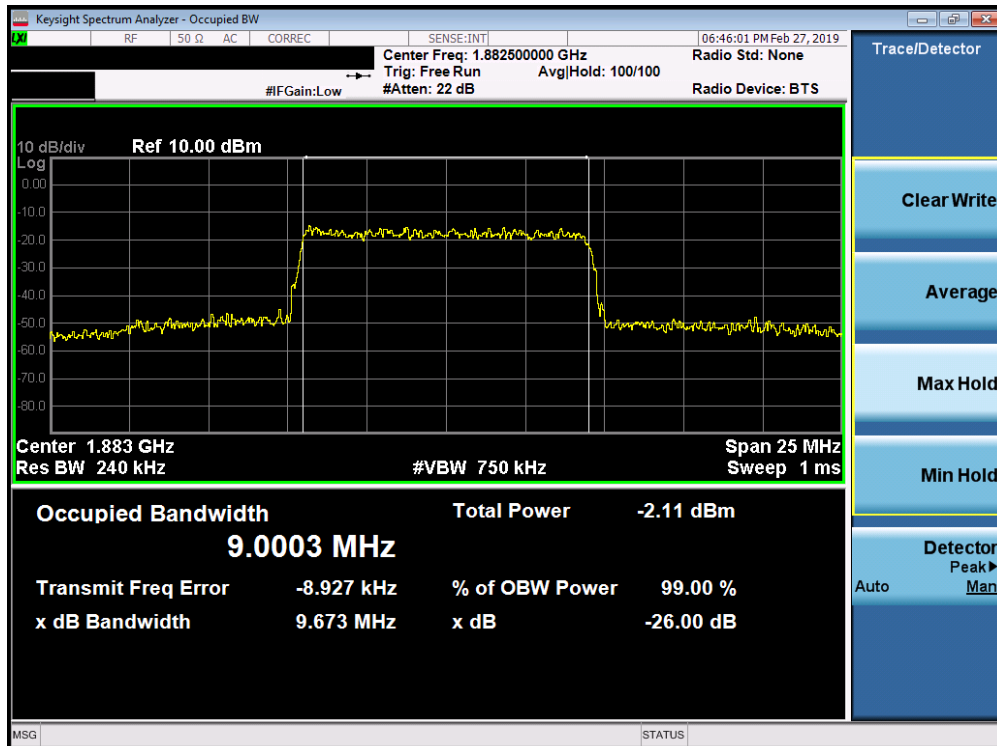 Keysight Spectrum Analyzer - Occupied BW
LXI RF 50 Ω AC CORREC SENSE:INT 06:46:01 PM Feb 27, 2019
Center Freq: 1.882500000 GHz Radio Std: None
Trig: Free Run Avg|Hold: 100/100
#IFGain:Low #Atten: 22 dB Radio Device: BTS
10 dB/div Ref 10.00 dBm
Log
0.00
-10.0
-20.0
-30.0
-40.0
-50.0
-60.0
-70.0
-80.0
Center 1.883 GHz Span 25 MHz
Res BW 240 kHz #VBW 750 kHz Sweep 1 ms
Occupied Bandwidth Total Power -2.11 dBm
9.0003 MHz
Transmit Freq Error -8.927 kHz % of OBW Power 99.00 %
x dB Bandwidth 9.673 MHz x dB -26.00 dB
MSG STATUS
Trace/Detector
Clear Write
Average
Max Hold
Min Hold
Detector
Peak▶
Auto Man